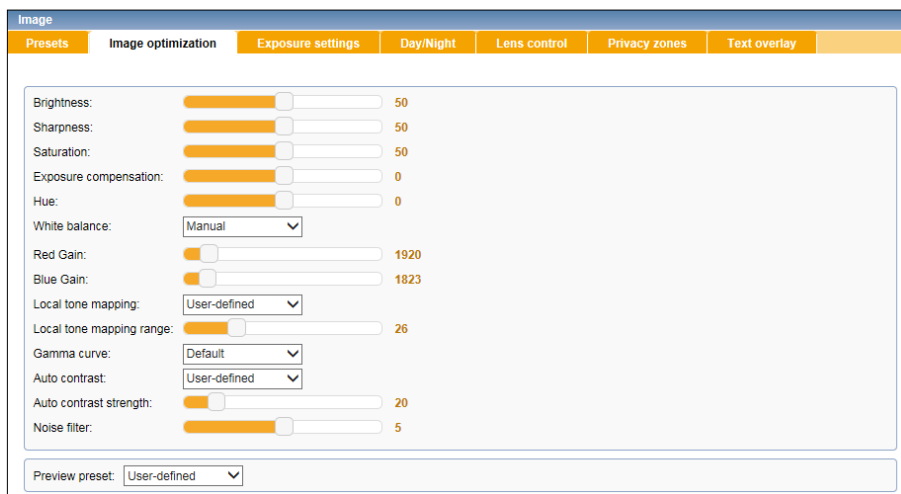 Image
Presets Image optimization Exposure settings Day/Night Lens control Privacy zones Text overlay
Brightness: 50
Sharpness: 50
Saturation: 50
Exposure compensation: 0
Hue: 0
White balance: Manual
Red Gain: 1920
Blue Gain: 1823
Local tone mapping: User-defined
Local tone mapping range: 26
Gamma curve: Default
Auto contrast: User-defined
Auto contrast strength: 20
Noise filter: 5
Preview preset: User-defined